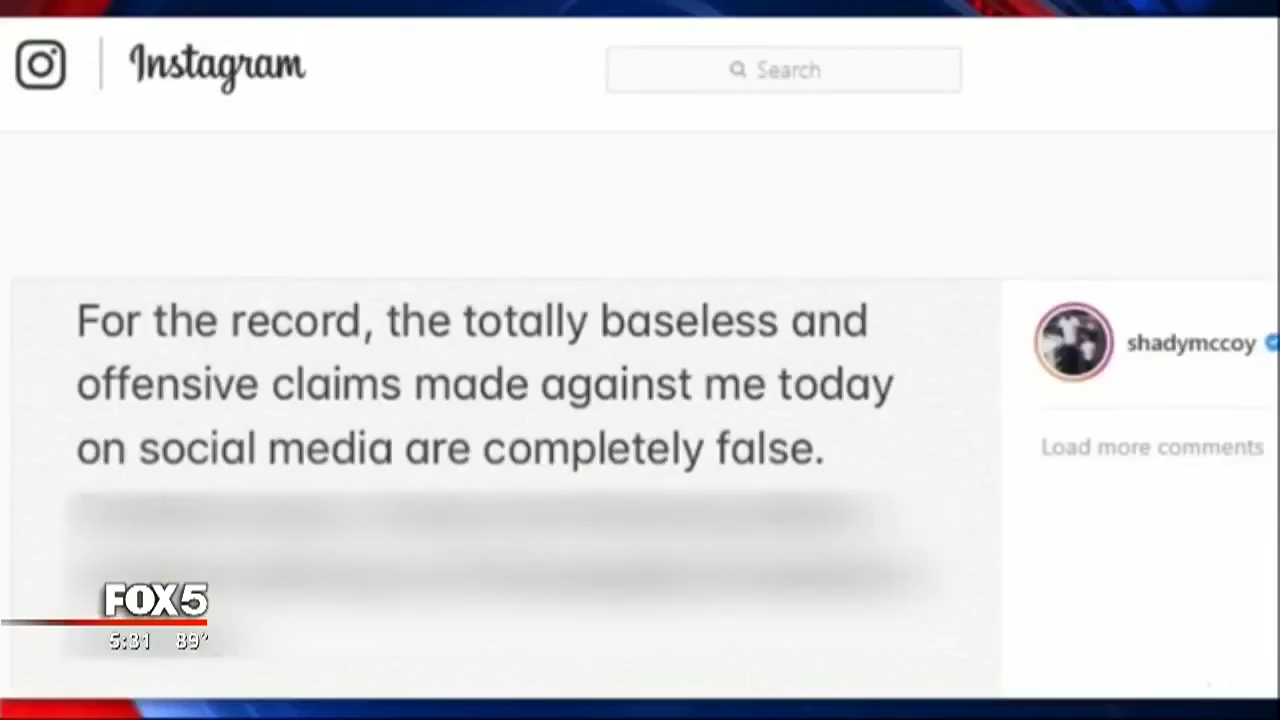 Instagram
Search
For the record, the totally baseless and
offensive claims made against me today
on social media are completely false.
shadymccoy
Load more comments
FOX 5
5:31 89°